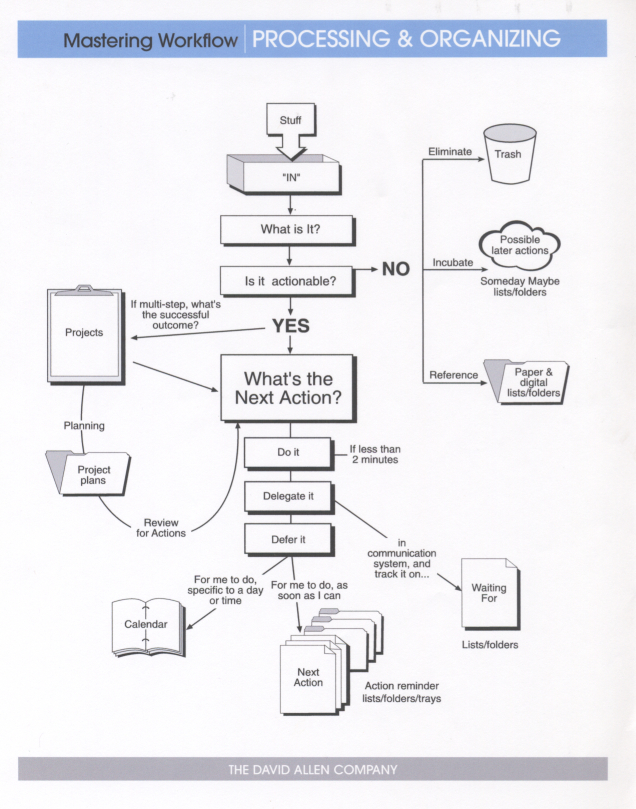 Mastering Workflow PROCESSING & ORGANIZING
Stuff
"IN"
What is It?
Is it actionable?
NO
Eliminate
Trash
Incubate
Possible
later actions
Someday Maybe
lists/folders
Reference
Paper &
digital
lists/folders
YES
If multi-step, what's
the successful
outcome?
Projects
Planning
Project
plans
Review
for Actions
What's the
Next Action?
Do it
If less than
2 minutes
Delegate it
in
communication
system, and
track it on...
Waiting
For
Lists/folders
Defer it
For me to do,
specific to a day
or time
Calendar
For me to do, as
soon as I can
Next
Action
Action reminder
lists/folders/trays
THE DAVID ALLEN COMPANY